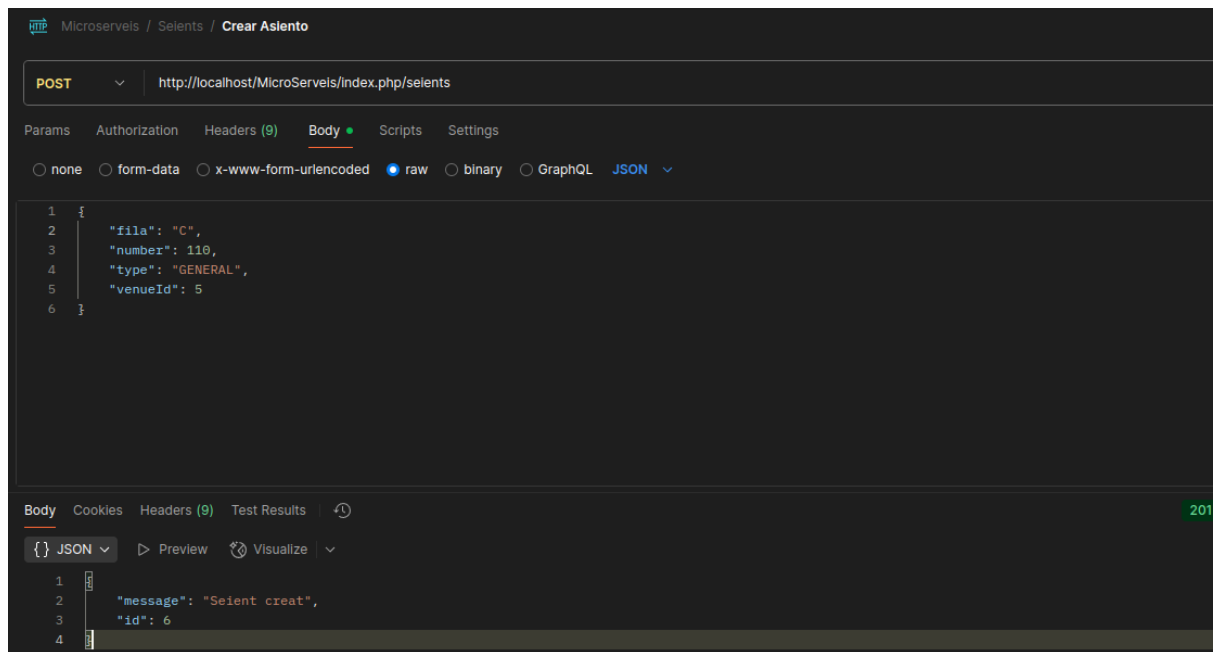 HTTP Microserveis / Seients / Crear Asiento
POST http://localhost/MicroServeis/index.php/seients
Params Authorization Headers (9) Body Scripts Settings
none form-data x-www-form-urlencoded raw binary GraphQL JSON
1 {
2 "fila": "C",
3 "number": 110,
4 "type": "GENERAL",
5 "venueId": 5
6 }
Body Cookies Headers (9) Test Results 201
{} JSON Preview Visualize
1 {
2 "message": "Seient creat",
3 "id": 6
4 }